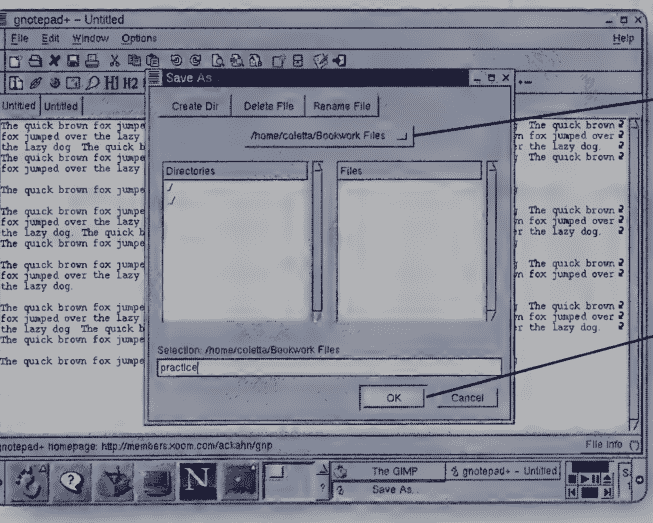 gnotepad+ – Untitled
File Edit Window Options Help
H1 H2
Save As...
Untitled Untitled
Create Dir Delete File Rename File
/home/coletta/Bookwork Files
Directories Files
./
../
The quick brown fox jumpe
fox jumped over the lazy
the lazy dog. The quick b
The quick brown fox jumpe
fox jumped over the lazy
The quick brown fox jumpe
The quick brown fox jumpe
fox jumped over the lazy
the lazy dog. The quick b
The quick brown fox jumpe
The quick brown fox jumpe
fox jumped over the lazy
the lazy dog.
The quick brown fox jumpe
fox jumped over the lazy
the lazy dog The quick b
The quick brown fox jumpe
The quick brown fox jumpe
The quick brown
n fox jumped over
r the lazy dog.
The quick brown
The quick brown
n fox jumped over
r the lazy dog.
The quick brown
n fox jumped over
The quick brown
n fox jumped over
r the lazy dog.
Selection: /home/coletta/Bookwork Files
practice
OK Cancel
gnotepad+ homepage: http://members.xoom.com/ackahn/gnp File Info
N The GIMP gnotepad+ – Untitled
Save As...